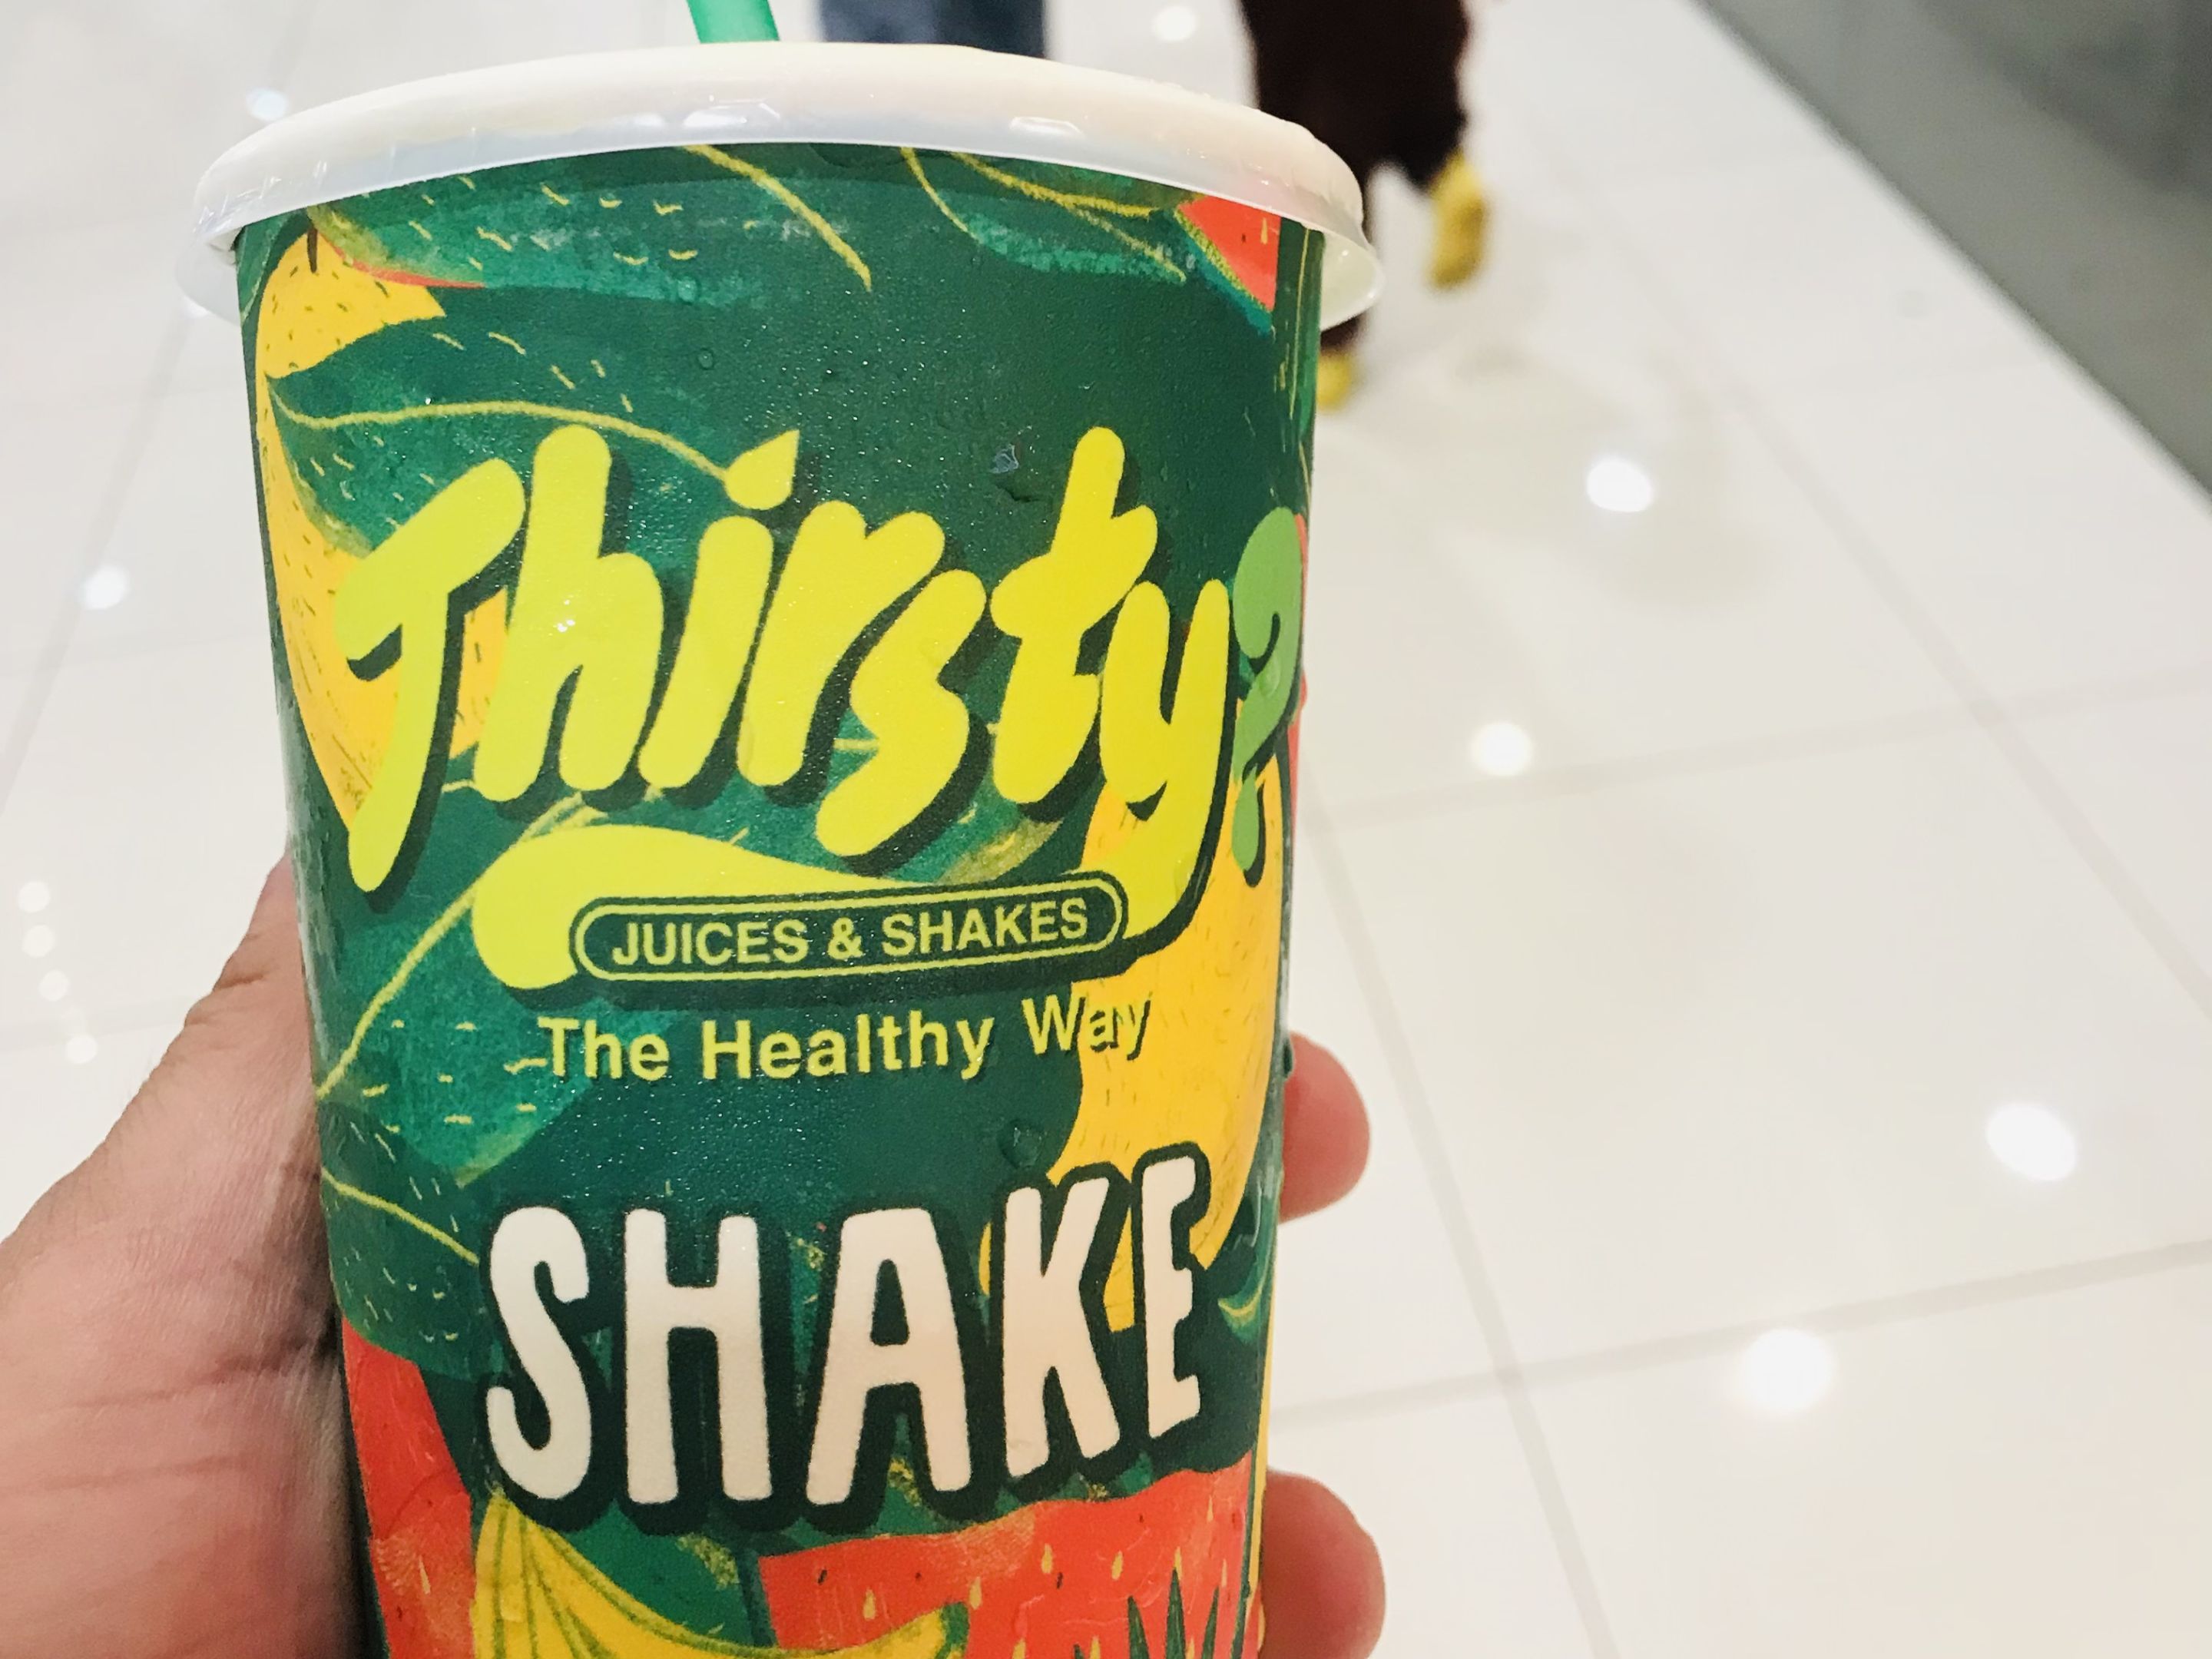 Thirsty?
JUICES & SHAKES
The Healthy Way
SHAKE